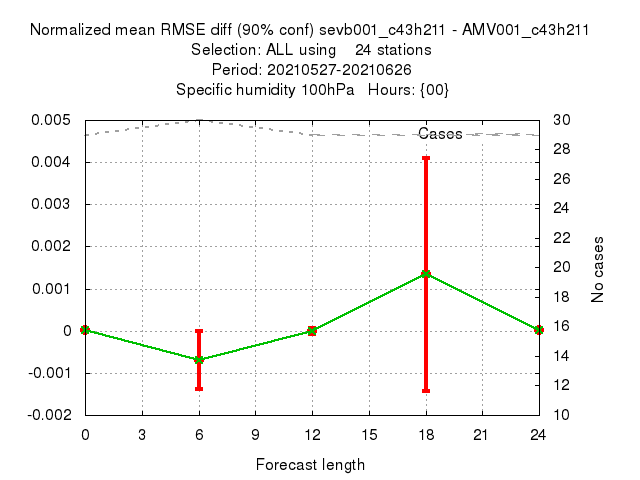 Normalized mean RMSE diff (90% conf) sevb001_c43h211 - AMV001_c43h211
Selection: ALL using 24 stations
Period: 20210527-20210626
Specific humidity 100hPa Hours: {00}
0.005
0.004
0.003
0.002
0.001
0
-0.001
-0.002
Cases
30
28
26
24
22
20
18
16
14
12
10
No cases
0 3 6 9 12 15 18 21 24
Forecast length